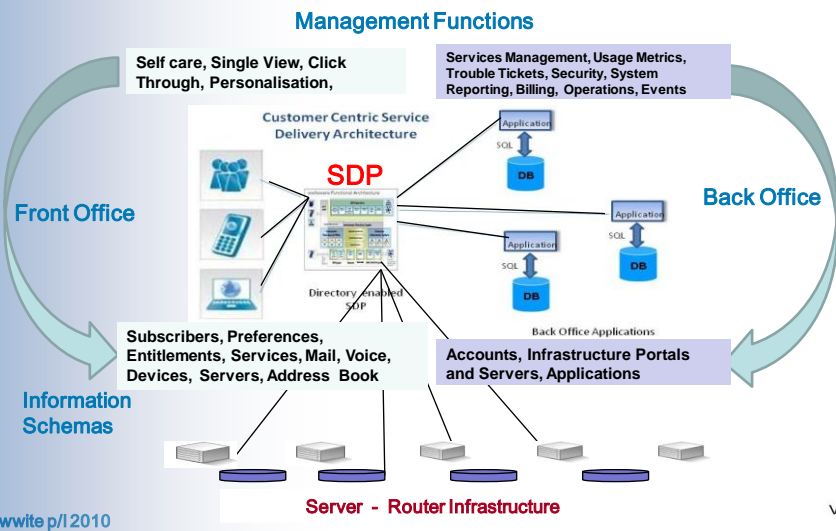 Management Functions
Self care, Single View, Click
Through, Personalisation,
Services Management, Usage Metrics,
Trouble Tickets, Security, System
Reporting, Billing, Operations, Events
Customer Centric Service
Delivery Architecture
SDP
Front Office
Back Office
Application
SQL
DB
Application
SQL
DB
Application
SQL
DB
Directory enabled
SDP
Back Office Applications
Subscribers, Preferences,
Entitlements, Services, Mail, Voice,
Devices, Servers, Address Book
Accounts, Infrastructure Portals
and Servers, Applications
Information
Schemas
Server - Router Infrastructure
wwite p/l 2010